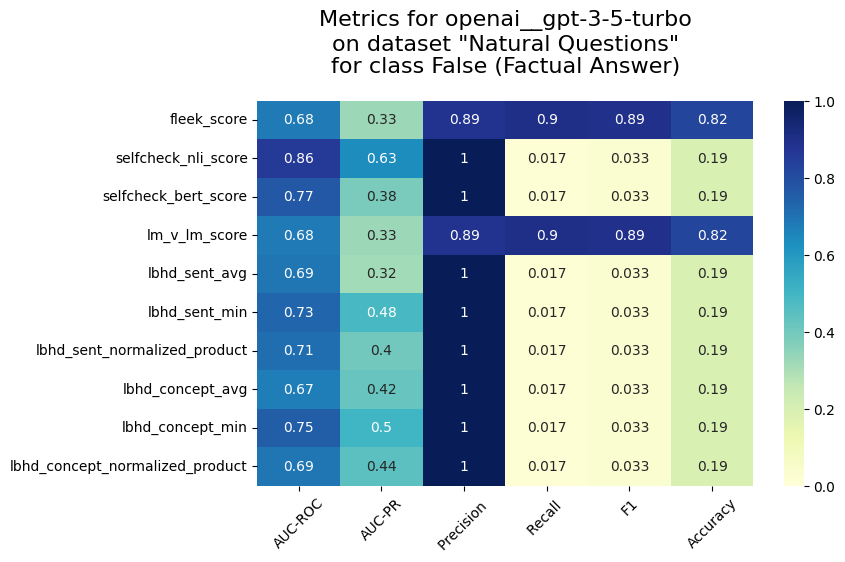 Metrics for openai__gpt-3-5-turbo
on dataset "Natural Questions"
for class False (Factual Answer)
fleek_score 0.68 0.33 0.89 0.9 0.89 0.82
selfcheck_nli_score 0.86 0.63 1 0.017 0.033 0.19
selfcheck_bert_score 0.77 0.38 1 0.017 0.033 0.19
lm_v_lm_score 0.68 0.33 0.89 0.9 0.89 0.82
lbhd_sent_avg 0.69 0.32 1 0.017 0.033 0.19
lbhd_sent_min 0.73 0.48 1 0.017 0.033 0.19
lbhd_sent_normalized_product 0.71 0.4 1 0.017 0.033 0.19
lbhd_concept_avg 0.67 0.42 1 0.017 0.033 0.19
lbhd_concept_min 0.75 0.5 1 0.017 0.033 0.19
lbhd_concept_normalized_product 0.69 0.44 1 0.017 0.033 0.19
AUC-ROC AUC-PR Precision Recall F1 Accuracy
1.0
0.8
0.6
0.4
0.2
0.0